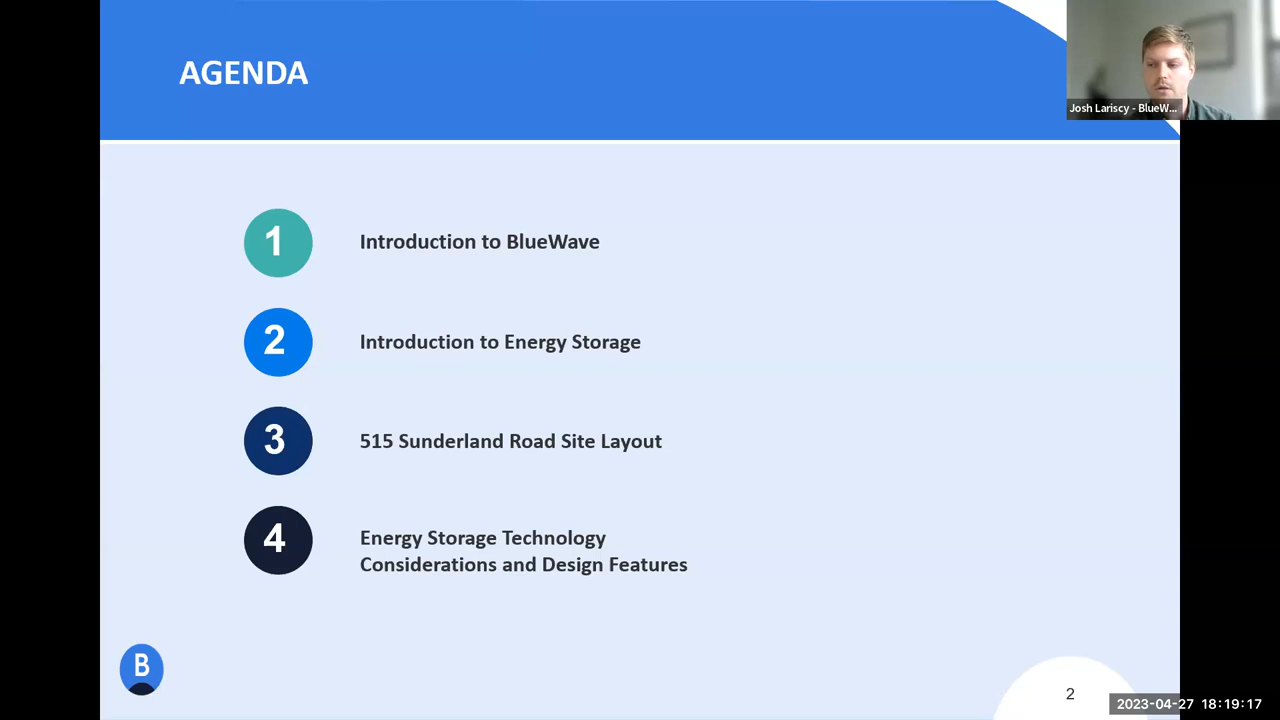 AGENDA
Josh Lariscy - BlueW...
1
Introduction to BlueWave
2
Introduction to Energy Storage
3
515 Sunderland Road Site Layout
4
Energy Storage Technology
Considerations and Design Features
B
2
2023-04-27 18:19:17